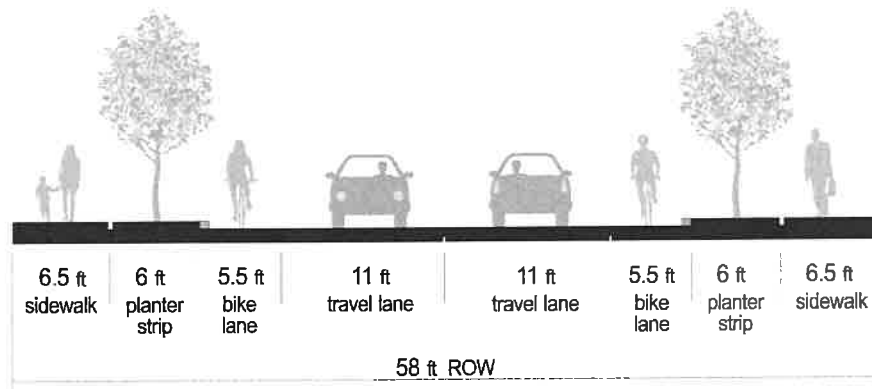 6.5 ft 6 ft 5.5 ft 11 ft 11 ft 5.5 ft 6 ft 6.5 ft
sidewalk planter bike travel lane travel lane bike planter sidewalk
strip lane lane strip
58 ft ROW